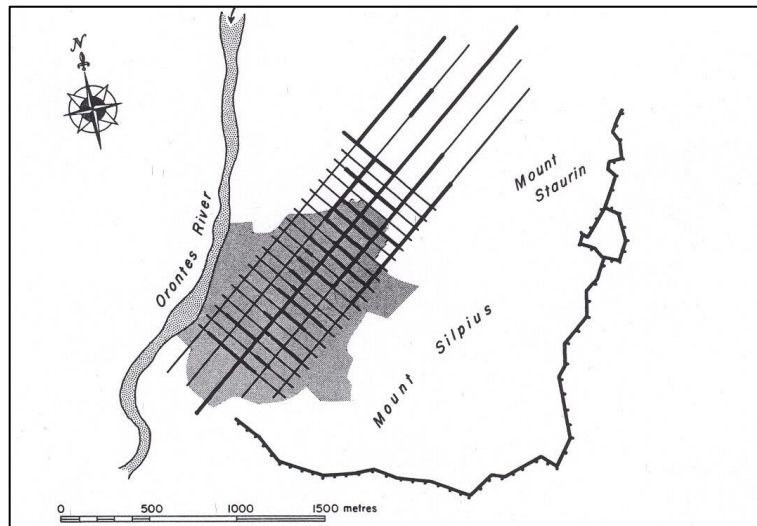 N
Orontes River
Mount
Staurin
Mount Silpius
0 500 1000 1500 metres